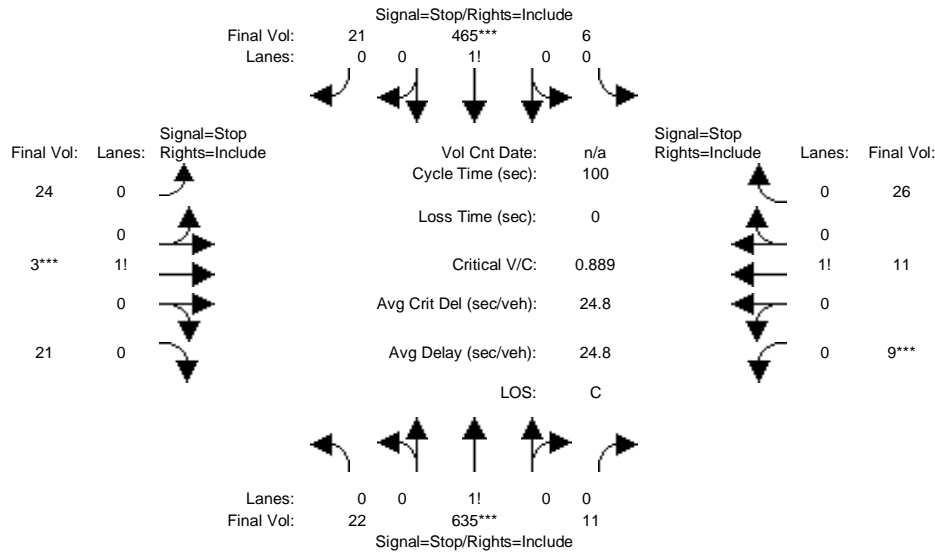 Signal=Stop/Rights=Include
Final Vol: 21 465*** 6
Lanes: 0 0 1! 0 0
Signal=Stop
Final Vol: Lanes: Rights=Include
Vol Cnt Date: n/a
Signal=Stop
Rights=Include Lanes: Final Vol:
Cycle Time (sec): 100
24 0
0 26
Loss Time (sec): 0
0
0
3*** 1!
Critical V/C: 0.889
1! 11
0
Avg Crit Del (sec/veh): 24.8
0
21 0
Avg Delay (sec/veh): 24.8
0 9***
LOS: C
Lanes: 0 0 1! 0 0
Final Vol: 22 635*** 11
Signal=Stop/Rights=Include